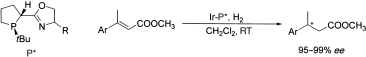 O
N
P
R
tBu
P*
Ar
COOCH₃
Ir-P*, H₂
CH₂Cl₂, RT
Ar
*
COOCH₃
95–99% ee